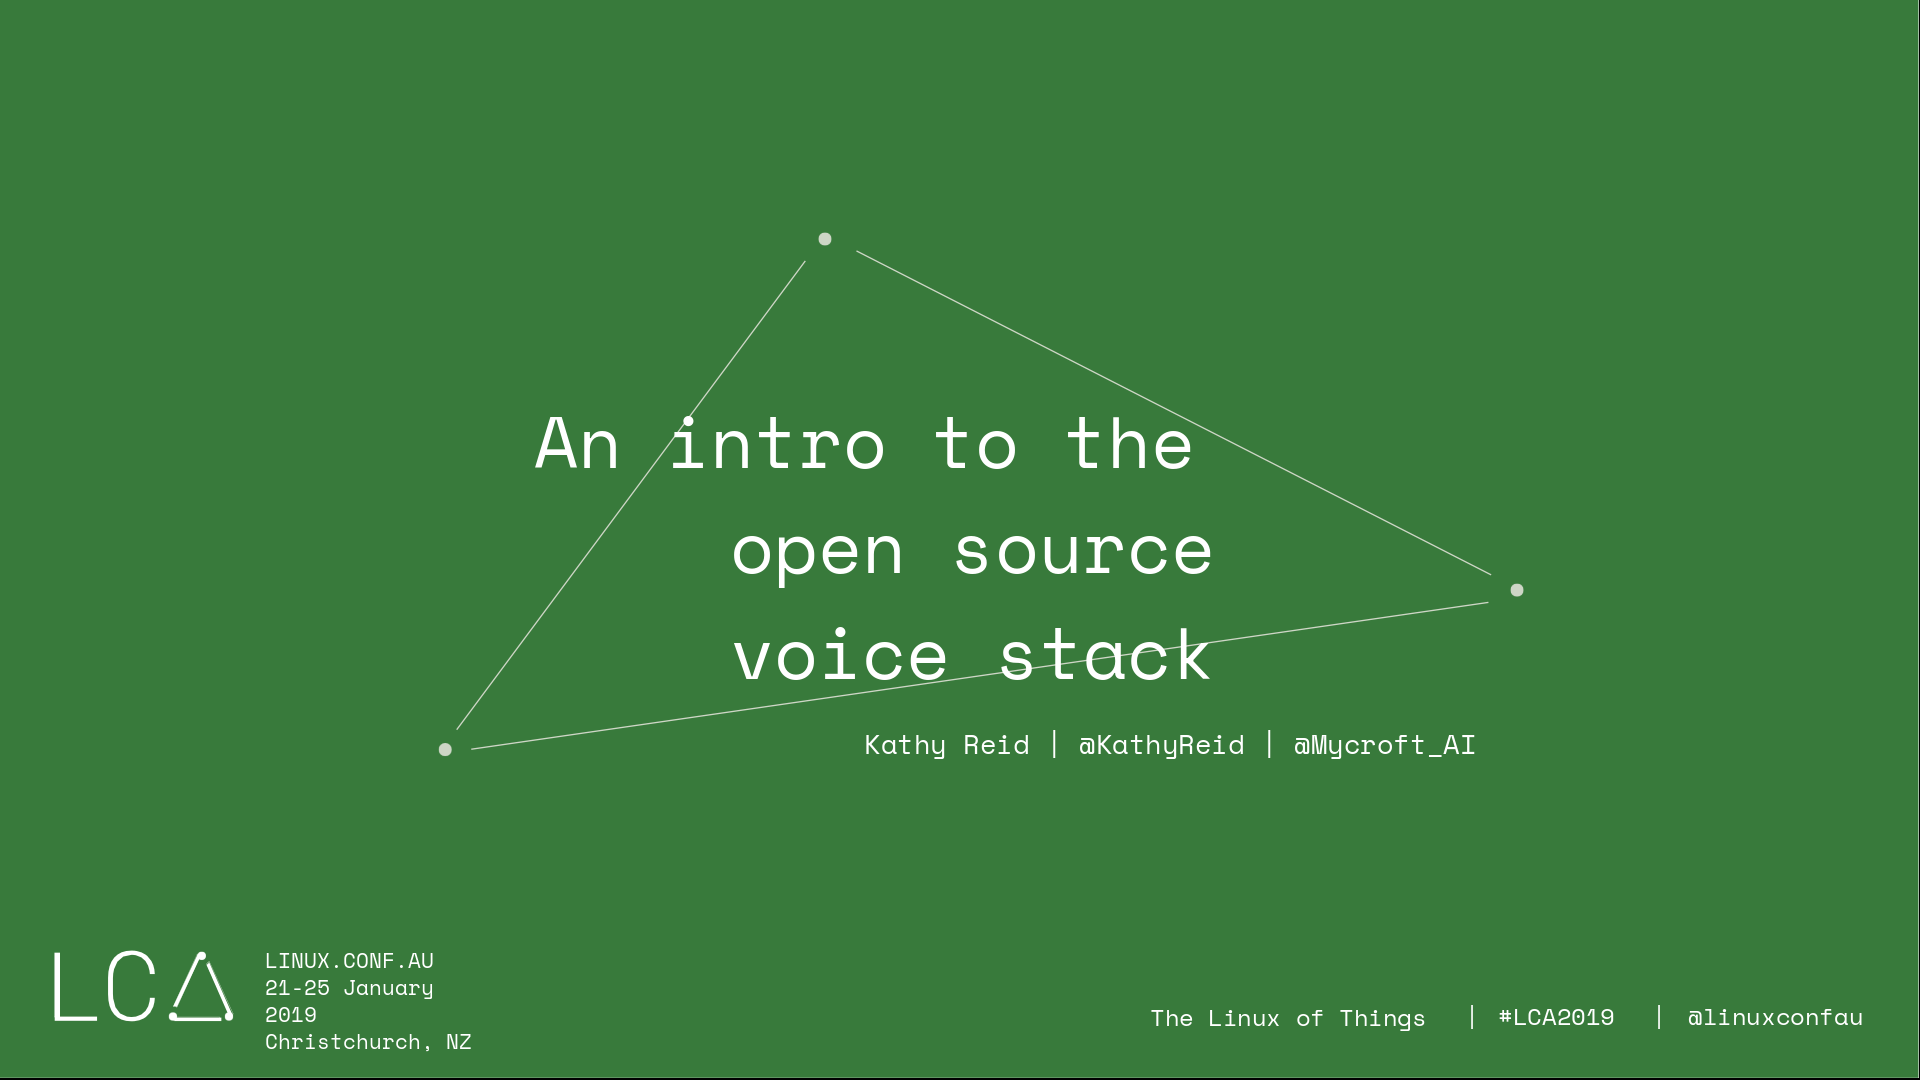 An intro to the
open source
voice stack
Kathy Reid | @KathyReid | @Mycroft_AI
LCA
LINUX.CONF.AU
21-25 January
2019
Christchurch, NZ
The Linux of Things | #LCA2019 | @linuxconfau